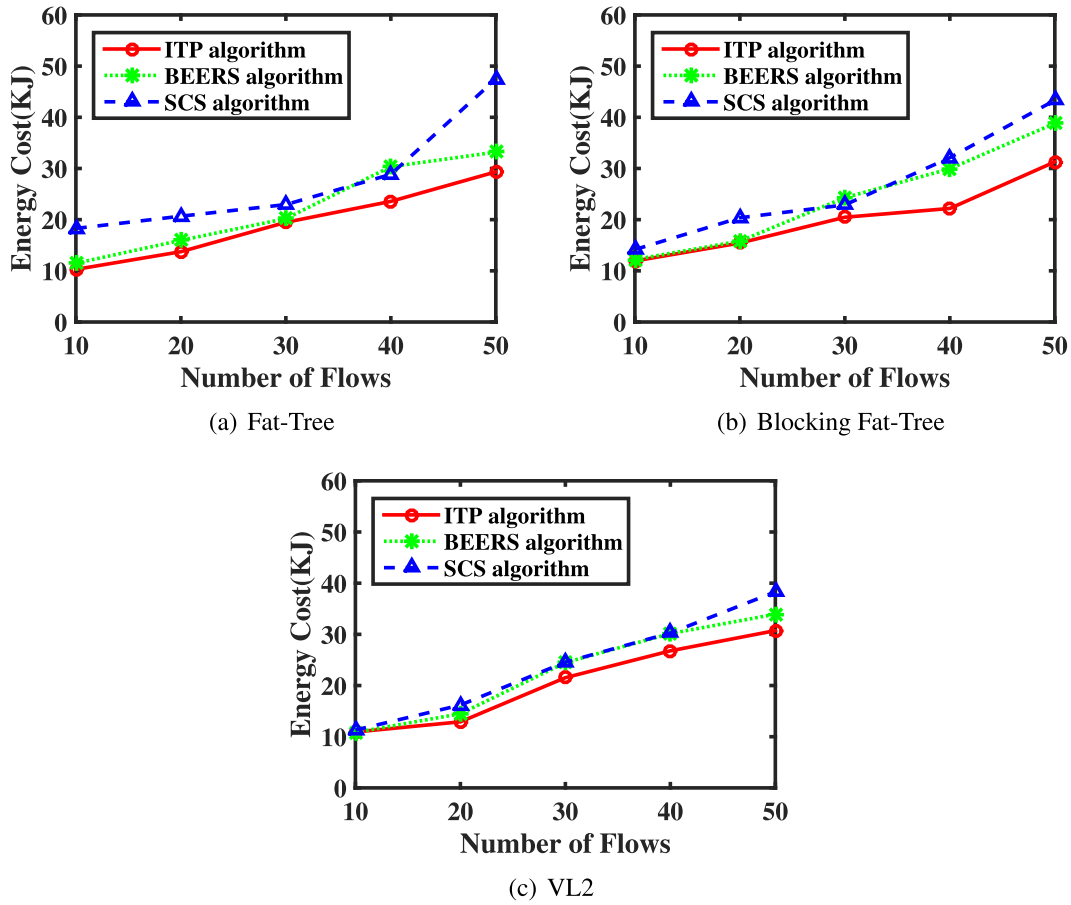 60
50
40
30
20
10
0
Energy Cost(KJ)
ITP algorithm
BEERS algorithm
SCS algorithm
10 20 30 40 50
Number of Flows
(a) Fat-Tree
60
50
40
30
20
10
0
Energy Cost(KJ)
ITP algorithm
BEERS algorithm
SCS algorithm
10 20 30 40 50
Number of Flows
(b) Blocking Fat-Tree
60
50
40
30
20
10
0
Energy Cost(KJ)
ITP algorithm
BEERS algorithm
SCS algorithm
10 20 30 40 50
Number of Flows
(c) VL2